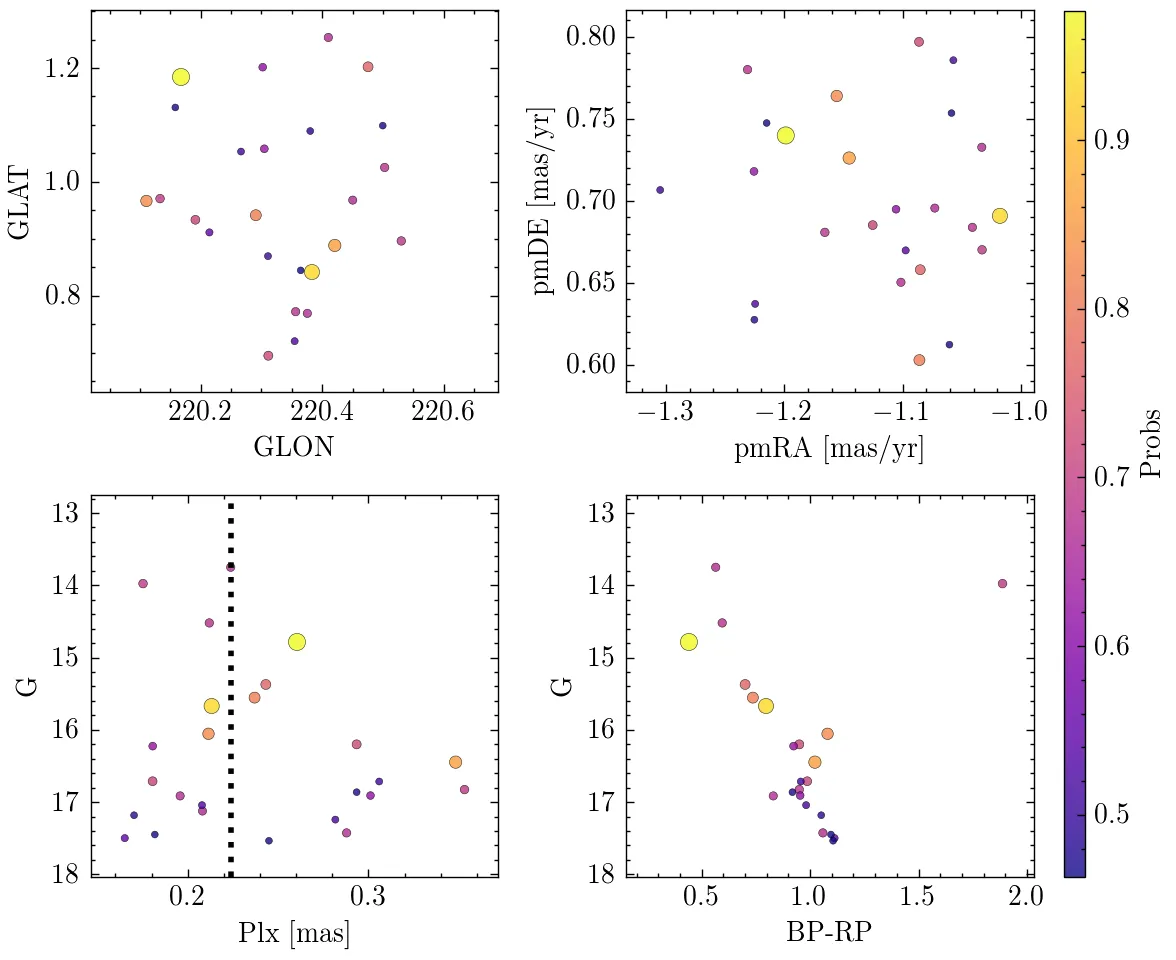 1.2
1.0
0.8
GLAT
220.2 220.4 220.6
GLON
0.80
0.75
0.70
0.65
0.60
pmDE [mas/yr]
−1.3 −1.2 −1.1 −1.0
pmRA [mas/yr]
13
14
15
16
17
18
G
0.2 0.3
Plx [mas]
13
14
15
16
17
18
G
0.5 1.0 1.5 2.0
BP-RP
0.9
0.8
0.7
0.6
0.5
Probs